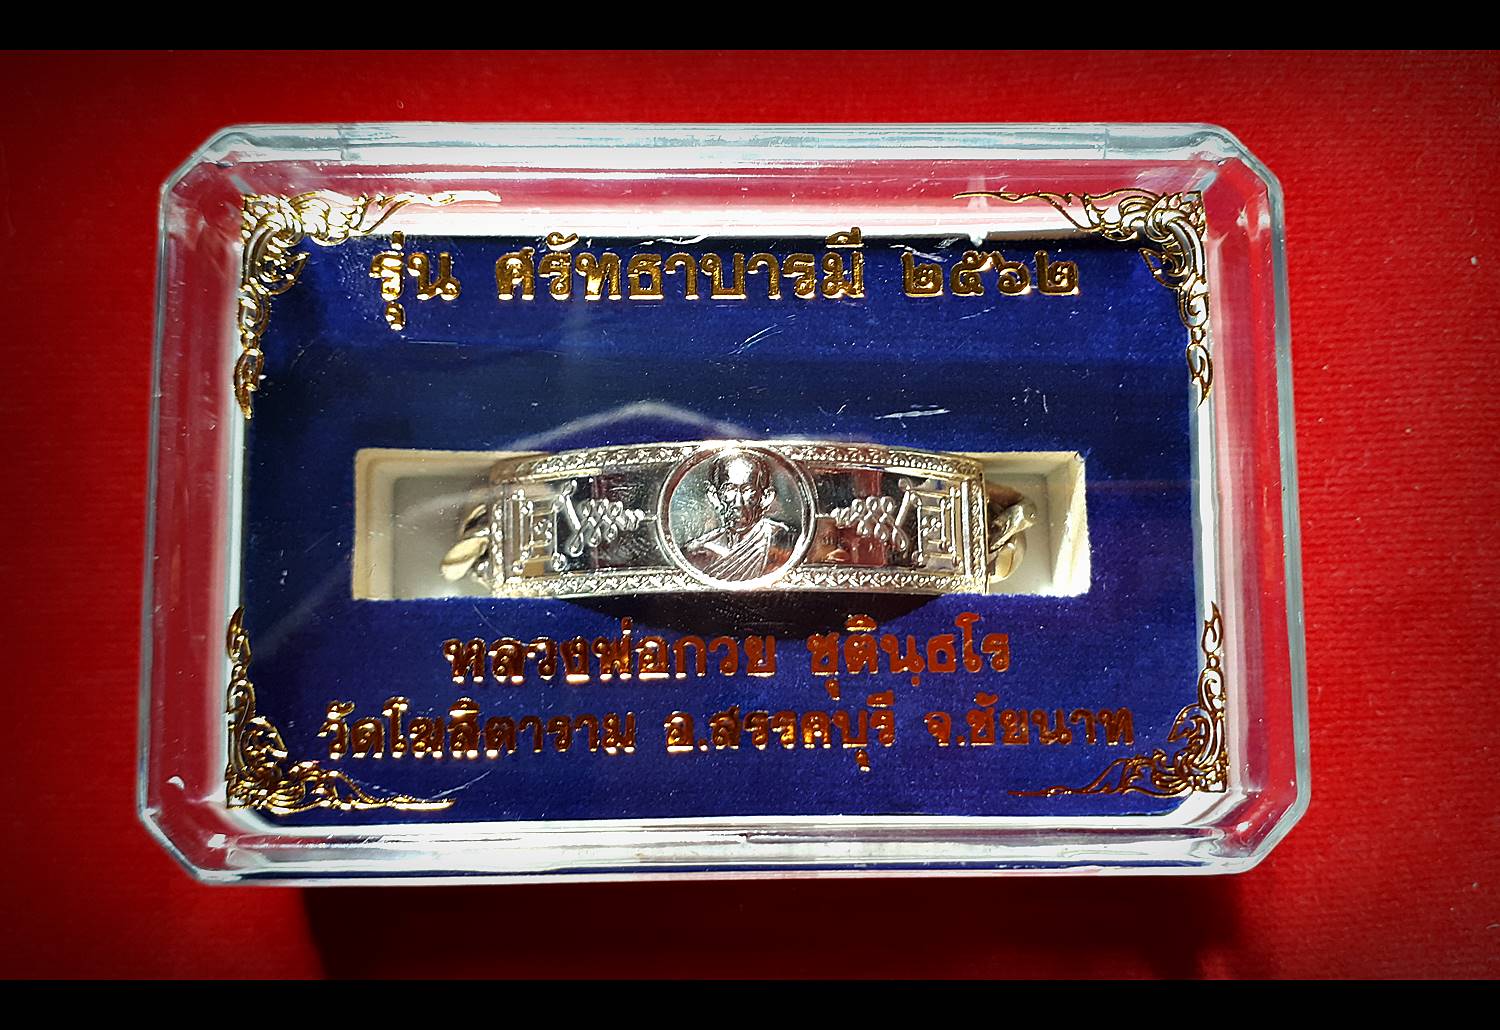 รุ่น ศรัทธาบารมี ๒๕๖๒
หลวงพ่อกวย ชุตินฺธโร
วัดโฆสิตาราม อ.สรรคบุรี จ.ชัยนาท